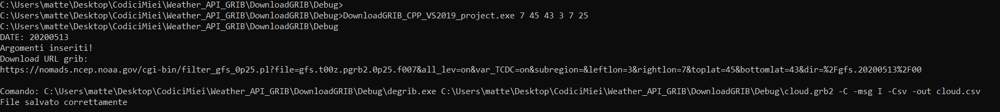 C:\Users\matte\Desktop\CodiciMiei\Weather_API_GRIB\DownloadGRIB\Debug>
C:\Users\matte\Desktop\CodiciMiei\Weather_API_GRIB\DownloadGRIB\Debug>DownloadGRIB_CPP_VS2019_project.exe 7 45 43 3 7 25
C:\Users\matte\Desktop\CodiciMiei\Weather_API_GRIB\DownloadGRIB\Debug
DATE: 20200513
Argomenti inseriti!
Download URL grib:
https://nomads.ncep.noaa.gov/cgi-bin/filter_gfs_0p25.pl?file=gfs.t00z.pgrb2.0p25.f007&all_lev=on&var_TCDC=on&subregion=&leftlon=3&rightlon=7&toplat=45&bottomlat=43&dir=%2Fgfs.20200513%2F00
Comando: C:\Users\matte\Desktop\CodiciMiei\Weather_API_GRIB\DownloadGRIB\Debug\degrib.exe C:\Users\matte\Desktop\CodiciMiei\Weather_API_GRIB\DownloadGRIB\Debug\cloud.grb2 -C -msg I -Csv -out cloud.csv
File salvato correttamente